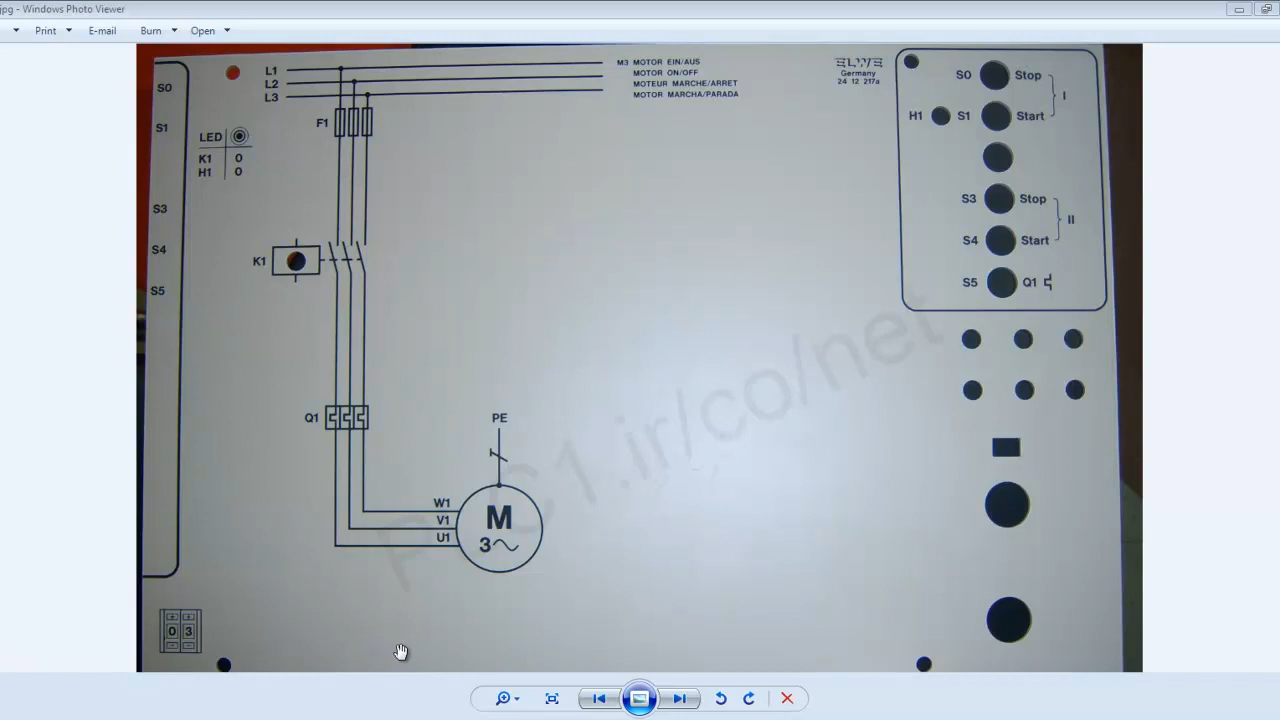 jpg - Windows Photo Viewer
Print
E-mail
Burn
Open
L1
L2
L3
M3 MOTOR EIN/AUS
MOTOR ON/OFF
MOTEUR MARCHE/ARRET
MOTOR MARCHA/PARADA
ELWE
Germany
24 12 217a
S0
S1
S3
S4
S5
LED
K1 0
H1 0
F1
K1
Q1
PE
W1
V1
U1
M
3~
0 3
S0 Stop
I
H1 S1 Start
S3 Stop
II
S4 Start
S5 Q1
C1.ir/co/net